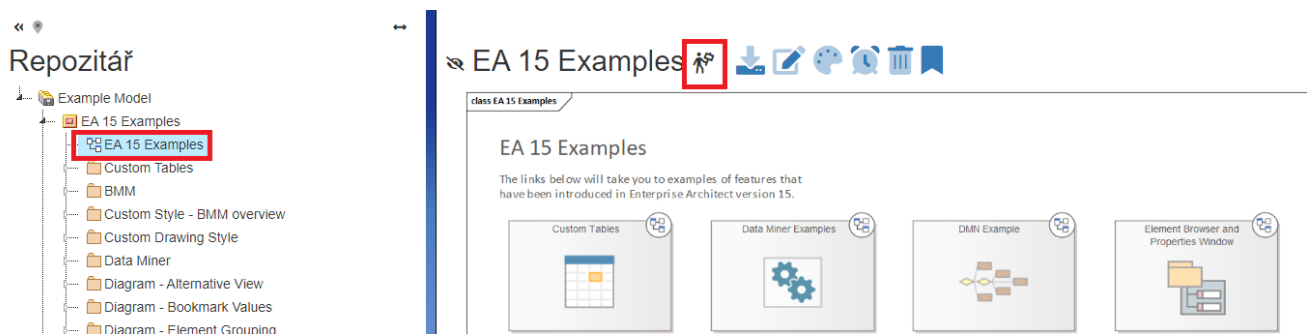 Repozitář
Example Model
EA 15 Examples
EA 15 Examples
Custom Tables
BMM
Custom Style - BMM overview
Custom Drawing Style
Data Miner
Diagram - Alternative View
Diagram - Bookmark Values
Diagram - Element Grouping
EA 15 Examples
class EA 15 Examples
EA 15 Examples
The links below will take you to examples of features that
have been introduced in Enterprise Architect version 15.
Custom Tables
Data Miner Examples
DMN Example
Element Browser and
Properties Window